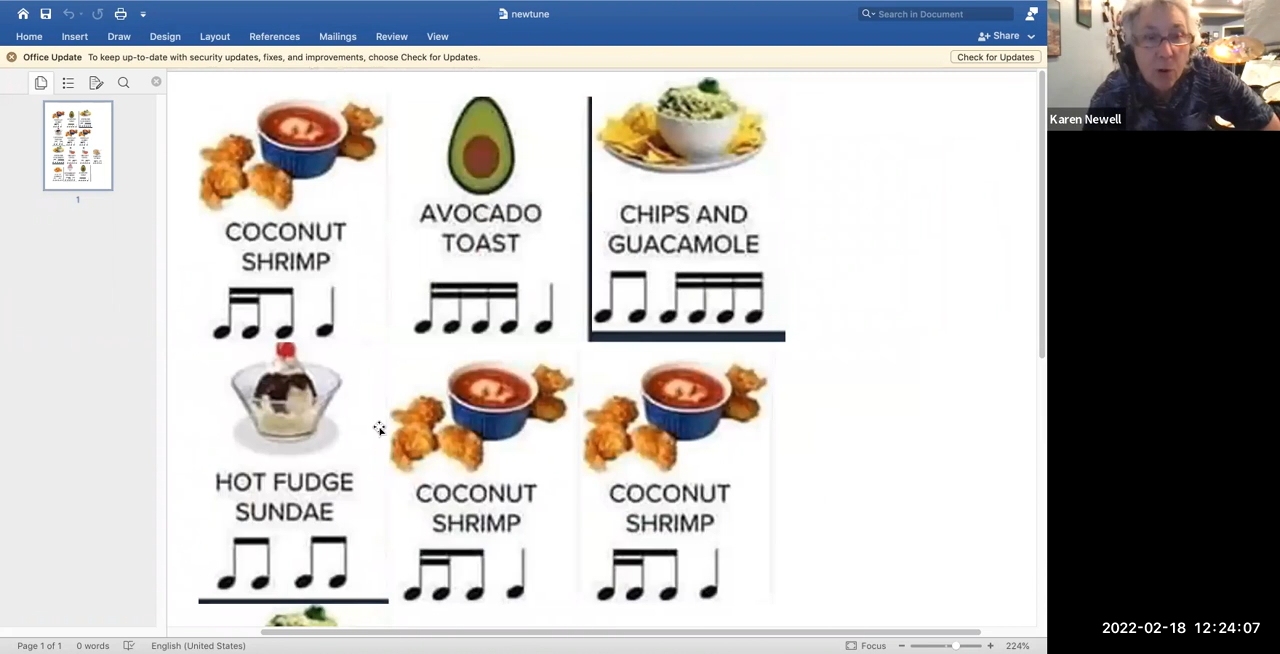 newtune
Search in Document
Home Insert Draw Design Layout References Mailings Review View
Share
Office Update To keep up-to-date with security updates, fixes, and improvements, choose Check for Updates.
Check for Updates
1
COCONUT
SHRIMP
AVOCADO
TOAST
CHIPS AND
GUACAMOLE
HOT FUDGE
SUNDAE
COCONUT
SHRIMP
COCONUT
SHRIMP
Karen Newell
2022-02-18 12:24:07
Page 1 of 1 0 words English (United States) Focus 224%